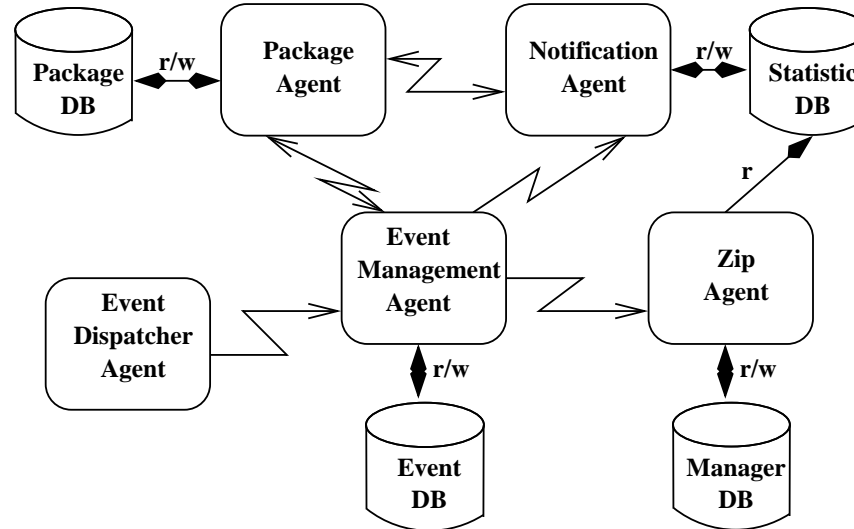 Package
DB
r/w
Package
Agent
Notification
Agent
r/w
Statistic
DB
r
Event
Management
Agent
Zip
Agent
Event
Dispatcher
Agent
r/w
r/w
Event
DB
Manager
DB